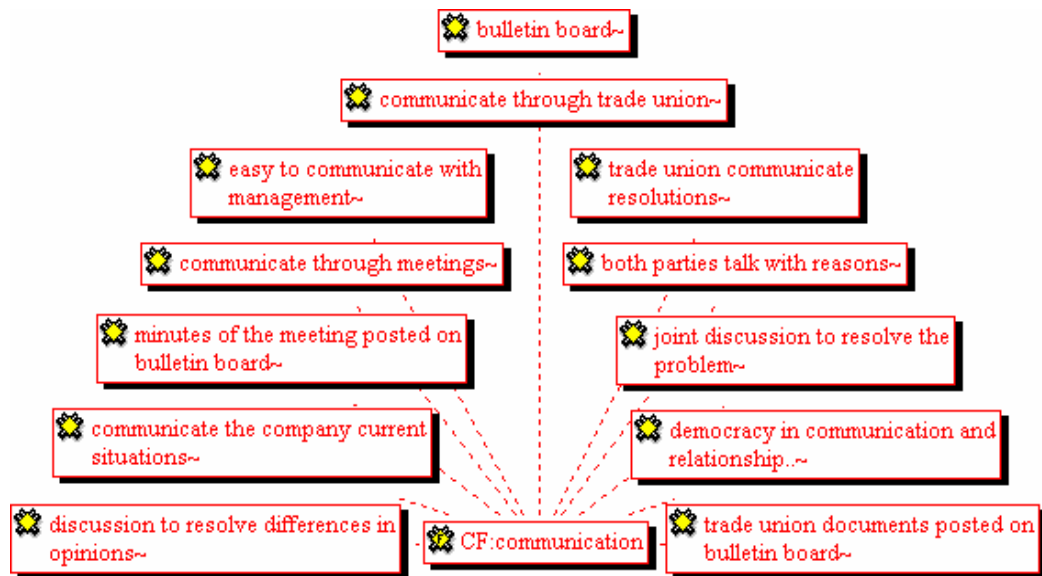 bulletin board~
communicate through trade union~
easy to communicate with
management~
trade union communicate
resolutions~
communicate through meetings~
both parties talk with reasons~
minutes of the meeting posted on
bulletin board~
joint discussion to resolve the
problem~
communicate the company current
situations~
democracy in communication and
relationship..~
discussion to resolve differences in
opinions~
CF:communication
trade union documents posted on
bulletin board~